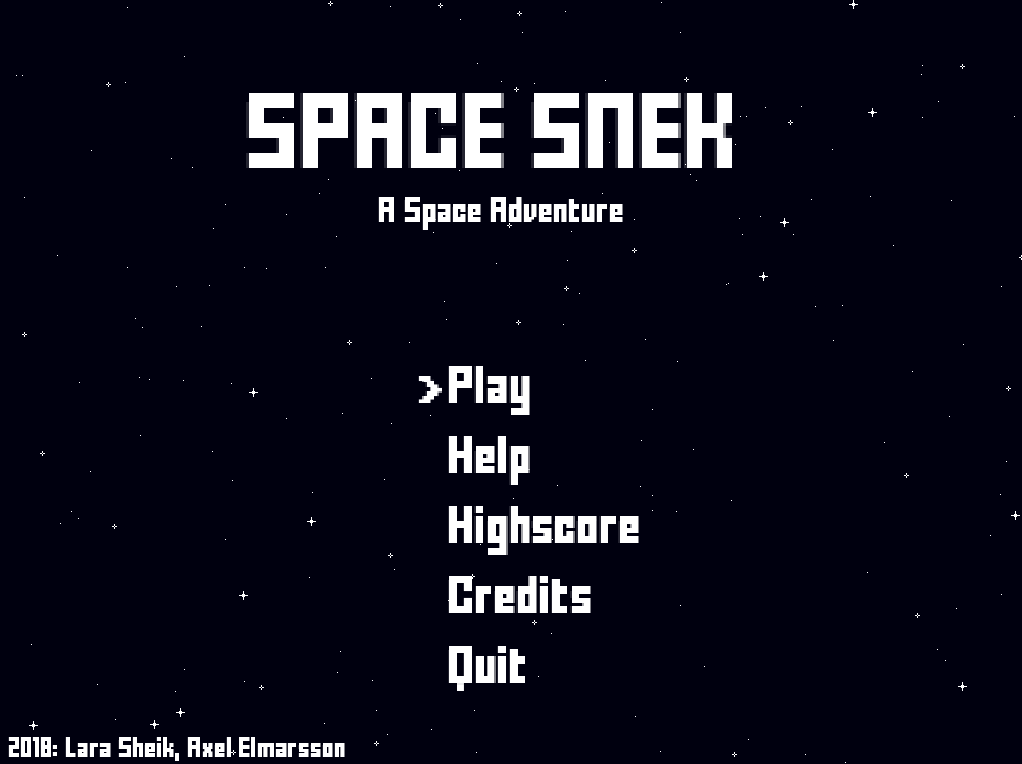 SPACE SNEK
A Space Adventure
>Play
Help
Highscore
Credits
Quit
2018: Lara Sheik, Axel Elmarsson